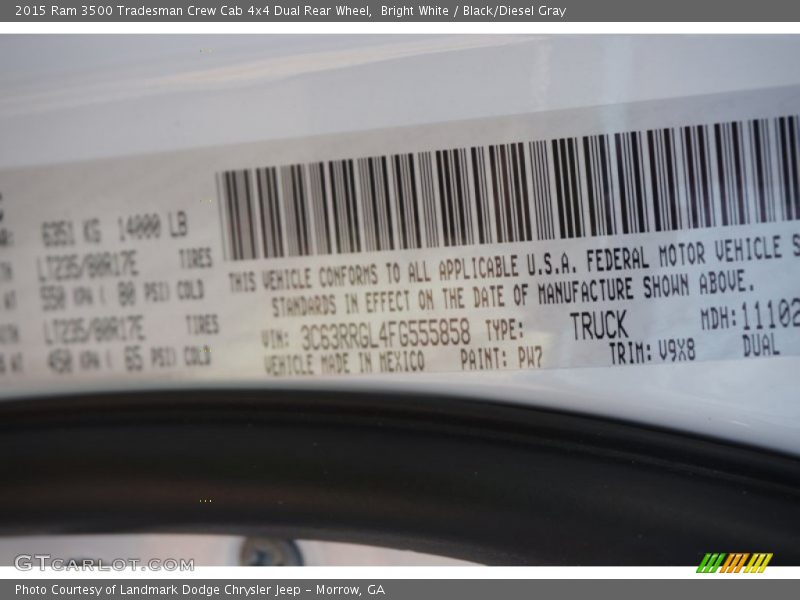 2015 Ram 3500 Tradesman Crew Cab 4x4 Dual Rear Wheel, Bright White / Black/Diesel Gray
6351 KG 14000 LB
LT235/80R17E TIRES
AT 550 KPA ( 80 PSI) COLD
LT235/80R17E TIRES
AT 450 KPA ( 65 PSI) COLD
THIS VEHICLE CONFORMS TO ALL APPLICABLE U.S.A. FEDERAL MOTOR VEHICLE S
STANDARDS IN EFFECT ON THE DATE OF MANUFACTURE SHOWN ABOVE.
VIN: 3C63RRGL4FG555858 TYPE: TRUCK MDH: 11102
VEHICLE MADE IN MEXICO PAINT: PW7 TRIM: V9X8 DUAL
GTCARLOT.COM
Photo Courtesy of Landmark Dodge Chrysler Jeep - Morrow, GA